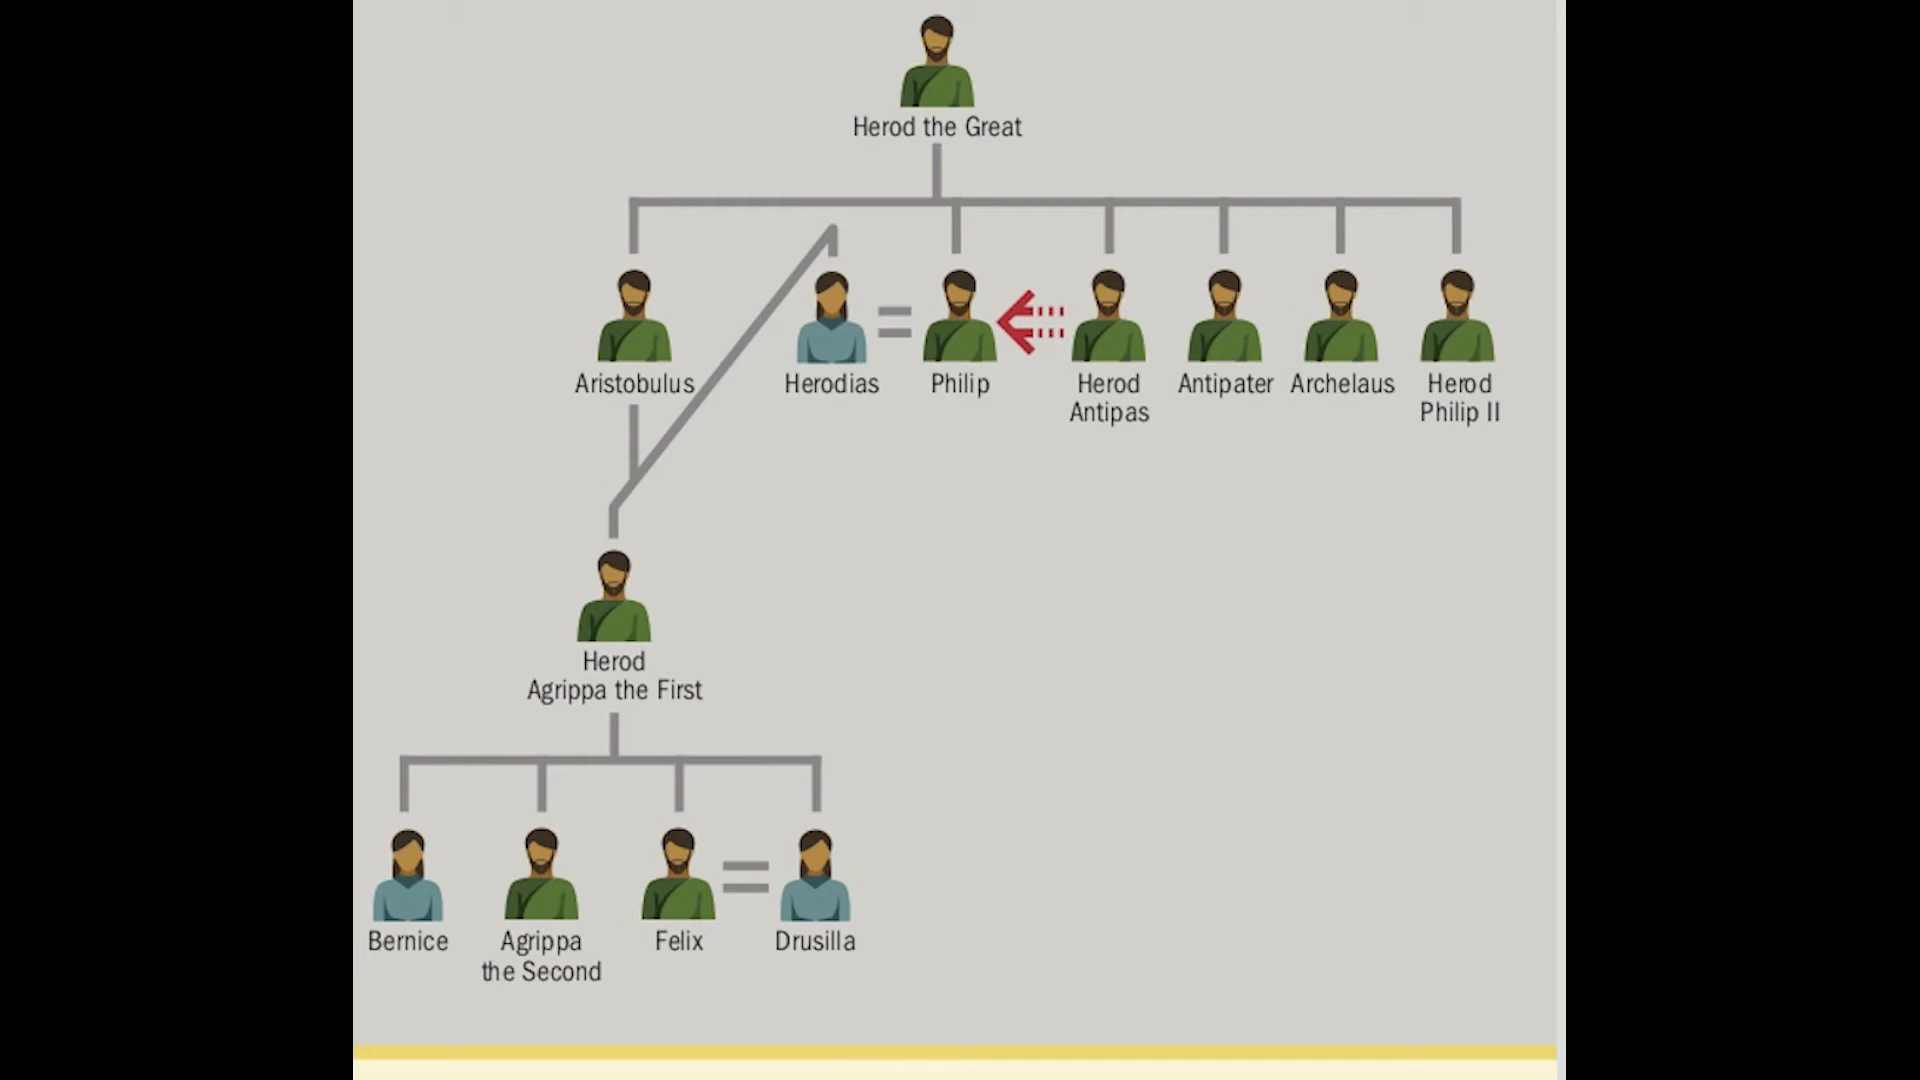 Herod the Great
Aristobulus
Herodias
Philip
Herod
Antipas
Antipater
Archelaus
Herod
Philip II
Herod
Agrippa the First
Bernice
Agrippa
the Second
Felix
Drusilla